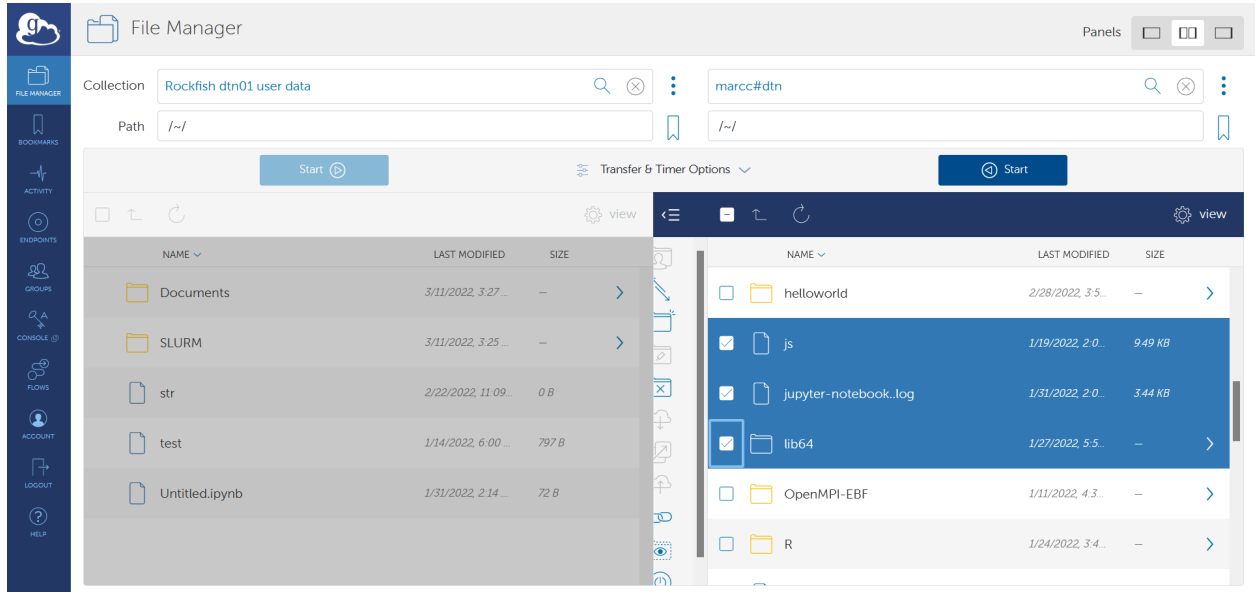 g
File Manager
Panels
FILE MANAGER
BOOKMARKS
ACTIVITY
ENDPOINTS
GROUPS
CONSOLE
FLOWS
ACCOUNT
LOGOUT
HELP
Collection Rockfish dtn01 user data marcc#dtn
Path /~/ /~/
Start Transfer & Timer Options Start
view
NAME LAST MODIFIED SIZE
Documents 3/11/2022, 3:27 ... —
SLURM 3/11/2022, 3:25 ... —
str 2/22/2022, 11:09... 0 B
test 1/14/2022, 6:00 ... 797 B
Untitled.ipynb 1/31/2022, 2:14 ... 72 B
view
NAME LAST MODIFIED SIZE
helloworld 2/28/2022, 3:5... —
js 1/19/2022, 2:0... 9.49 KB
jupyter-notebook..log 1/31/2022, 2:0... 3.44 KB
lib64 1/27/2022, 5:5... —
OpenMPI-EBF 1/11/2022, 4:3... —
R 1/24/2022, 3:4... —